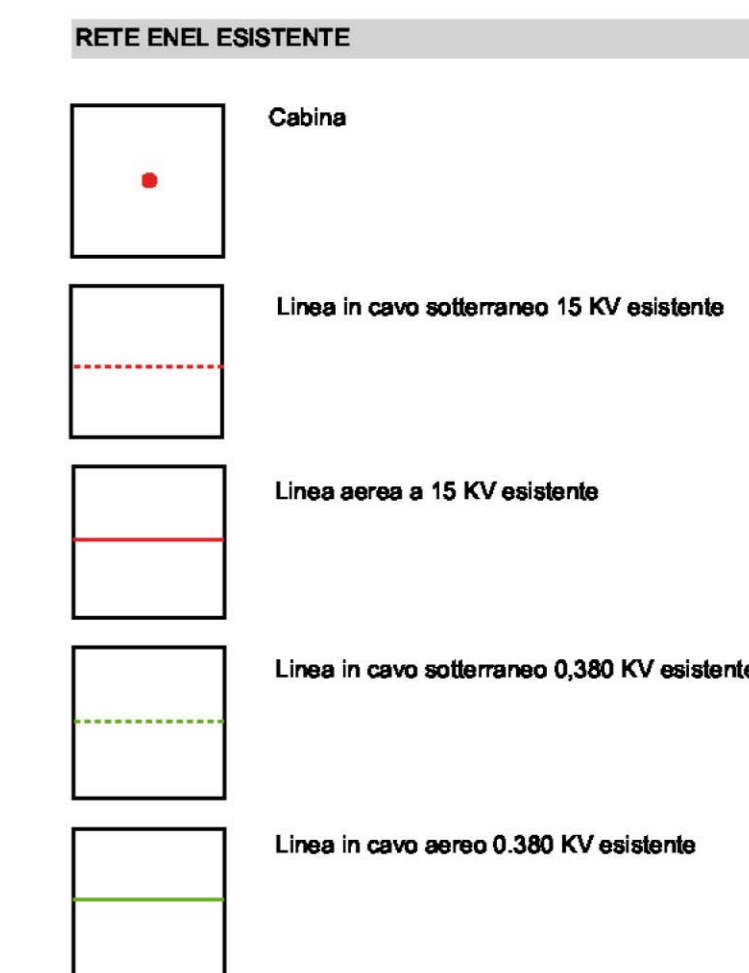 RETE ENEL ESISTENTE
Cabina
Linea in cavo sotterraneo 15 KV esistente
Linea aerea a 15 KV esistente
Linea in cavo sotterraneo 0,380 KV esistente
Linea in cavo aereo 0.380 KV esistente